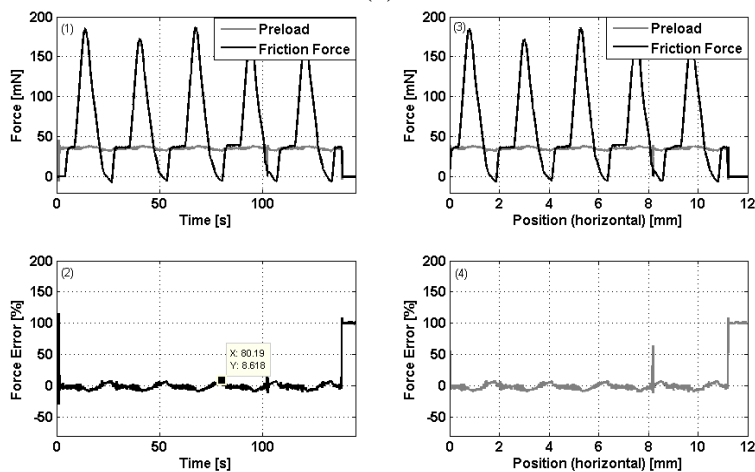 (1)
Preload
Friction Force
200
150
100
50
0
Force [mN]
0 50 100
Time [s]
(3)
Preload
Friction Force
200
150
100
50
0
Force [mN]
0 2 4 6 8 10 12
Position (horizontal) [mm]
(2)
200
150
100
50
0
-50
Force Error [%]
X: 80.19
Y: 8.618
0 50 100
Time [s]
(4)
200
150
100
50
0
-50
Force Error [%]
0 2 4 6 8 10 12
Position (horizontal) [mm]